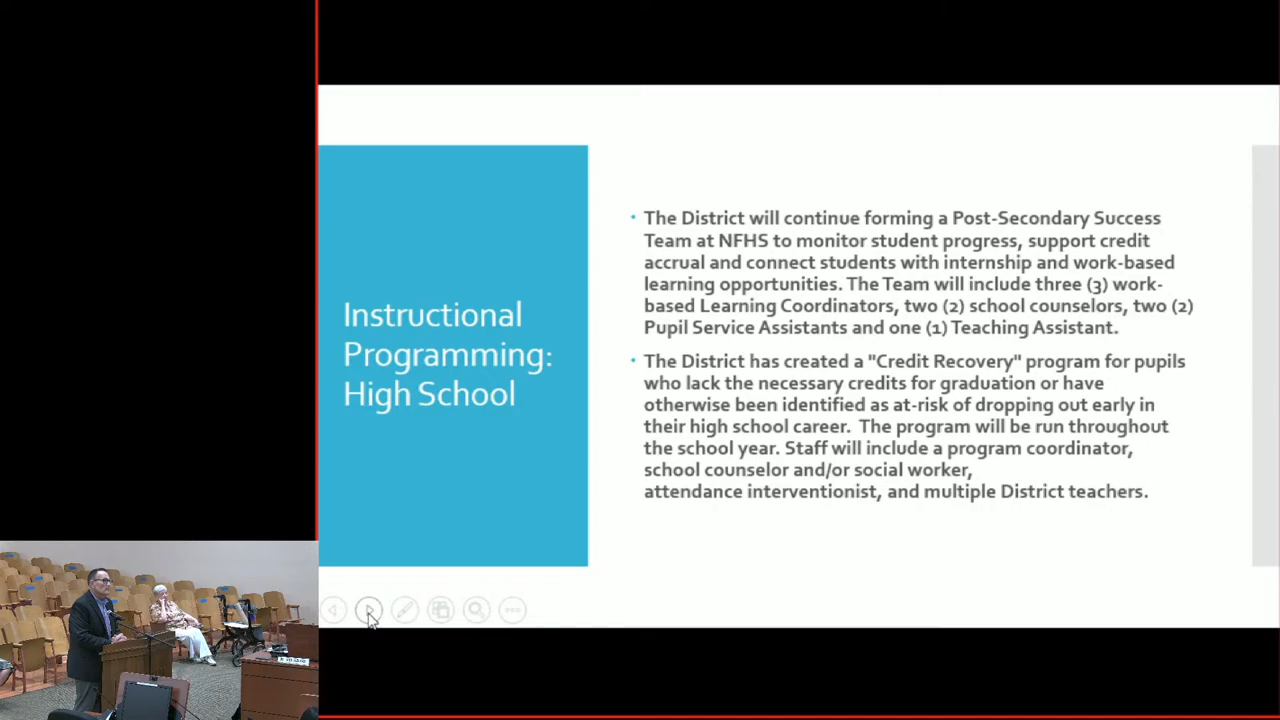 Instructional
Programming:
High School
The District will continue forming a Post-Secondary Success
Team at NFHS to monitor student progress, support credit
accrual and connect students with internship and work-based
learning opportunities. The Team will include three (3) work-
based Learning Coordinators, two (2) school counselors, two (2)
Pupil Service Assistants and one (1) Teaching Assistant.
The District has created a "Credit Recovery" program for pupils
who lack the necessary credits for graduation or have
otherwise been identified as at-risk of dropping out early in
their high school career. The program will be run throughout
the school year. Staff will include a program coordinator,
school counselor and/or social worker,
attendance interventionist, and multiple District teachers.